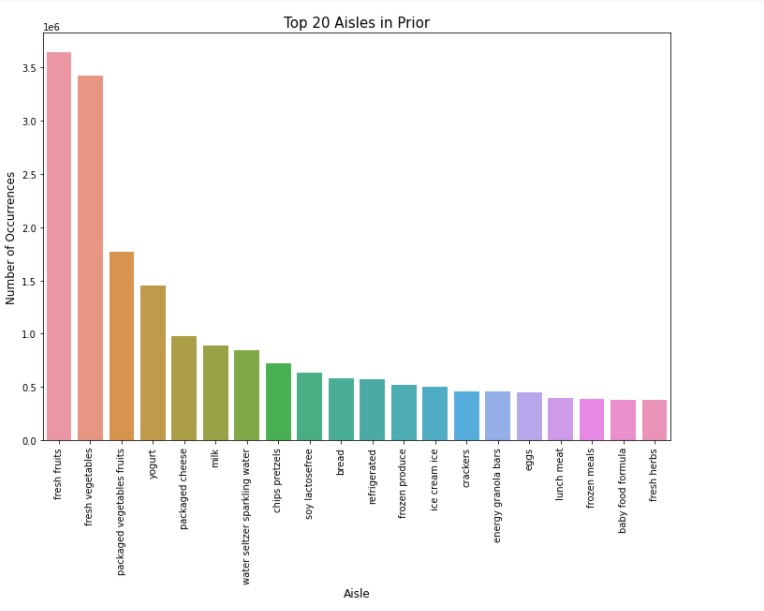 Top 20 Aisles in Prior
1e6
3.5
3.0
2.5
2.0
1.5
1.0
0.5
0.0
Number of Occurrences
fresh fruits
fresh vegetables
packaged vegetables fruits
yogurt
packaged cheese
milk
water seltzer sparkling water
chips pretzels
soy lactosefree
bread
refrigerated
frozen produce
ice cream ice
crackers
energy granola bars
eggs
lunch meat
frozen meals
baby food formula
fresh herbs
Aisle